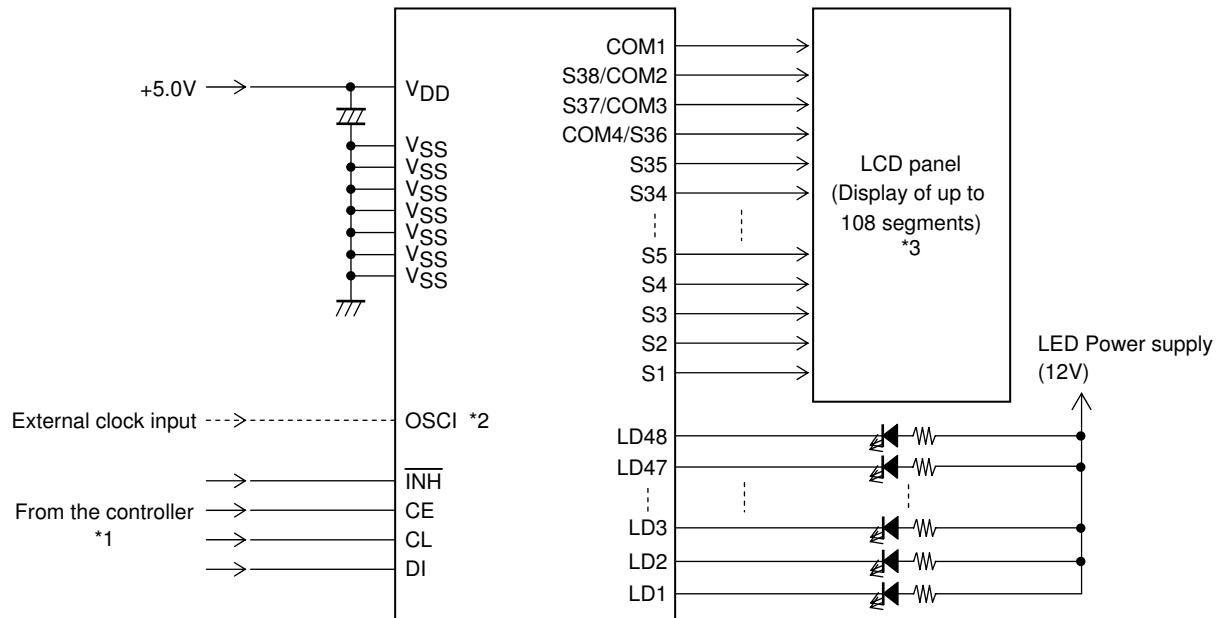 +5.0V
VDD
VSS
VSS
VSS
VSS
VSS
VSS
VSS
External clock input
OSCI *2
From the controller
*1
INH
CE
CL
DI
COM1
S38/COM2
S37/COM3
COM4/S36
S35
S34
S5
S4
S3
S2
S1
LD48
LD47
LD3
LD2
LD1
LCD panel
(Display of up to
108 segments)
*3
LED Power supply
(12V)